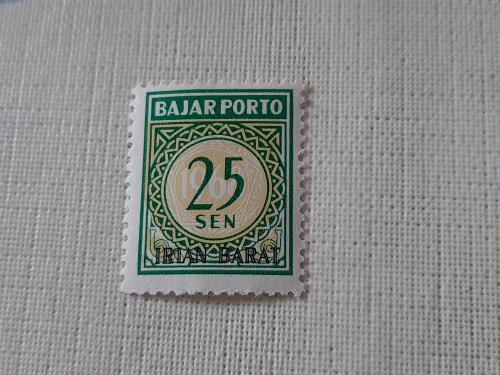 BAJAR PORTO
25
SEN
IRIAN BARAT